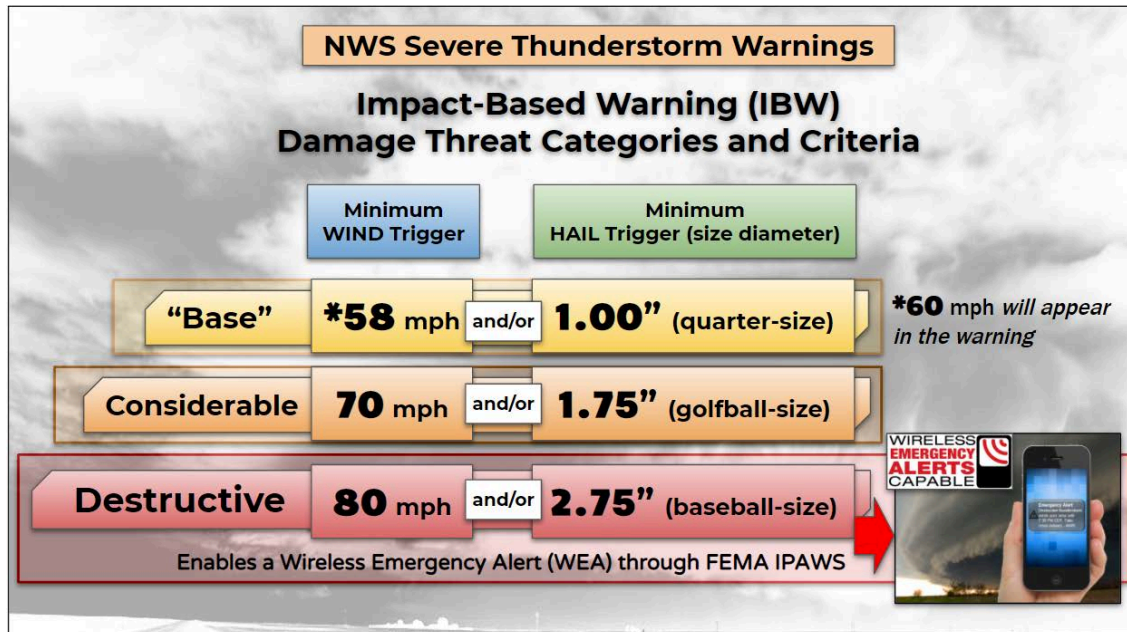 NWS Severe Thunderstorm Warnings
Impact-Based Warning (IBW)
Damage Threat Categories and Criteria
Minimum
WIND Trigger
Minimum
HAIL Trigger (size diameter)
“Base” *58 mph and/or 1.00” (quarter-size)
*60 mph will appear
in the warning
Considerable 70 mph and/or 1.75” (golfball-size)
Destructive 80 mph and/or 2.75” (baseball-size)
Enables a Wireless Emergency Alert (WEA) through FEMA IPAWS
WIRELESS
EMERGENCY
ALERTS
CAPABLE
Emergency Alert